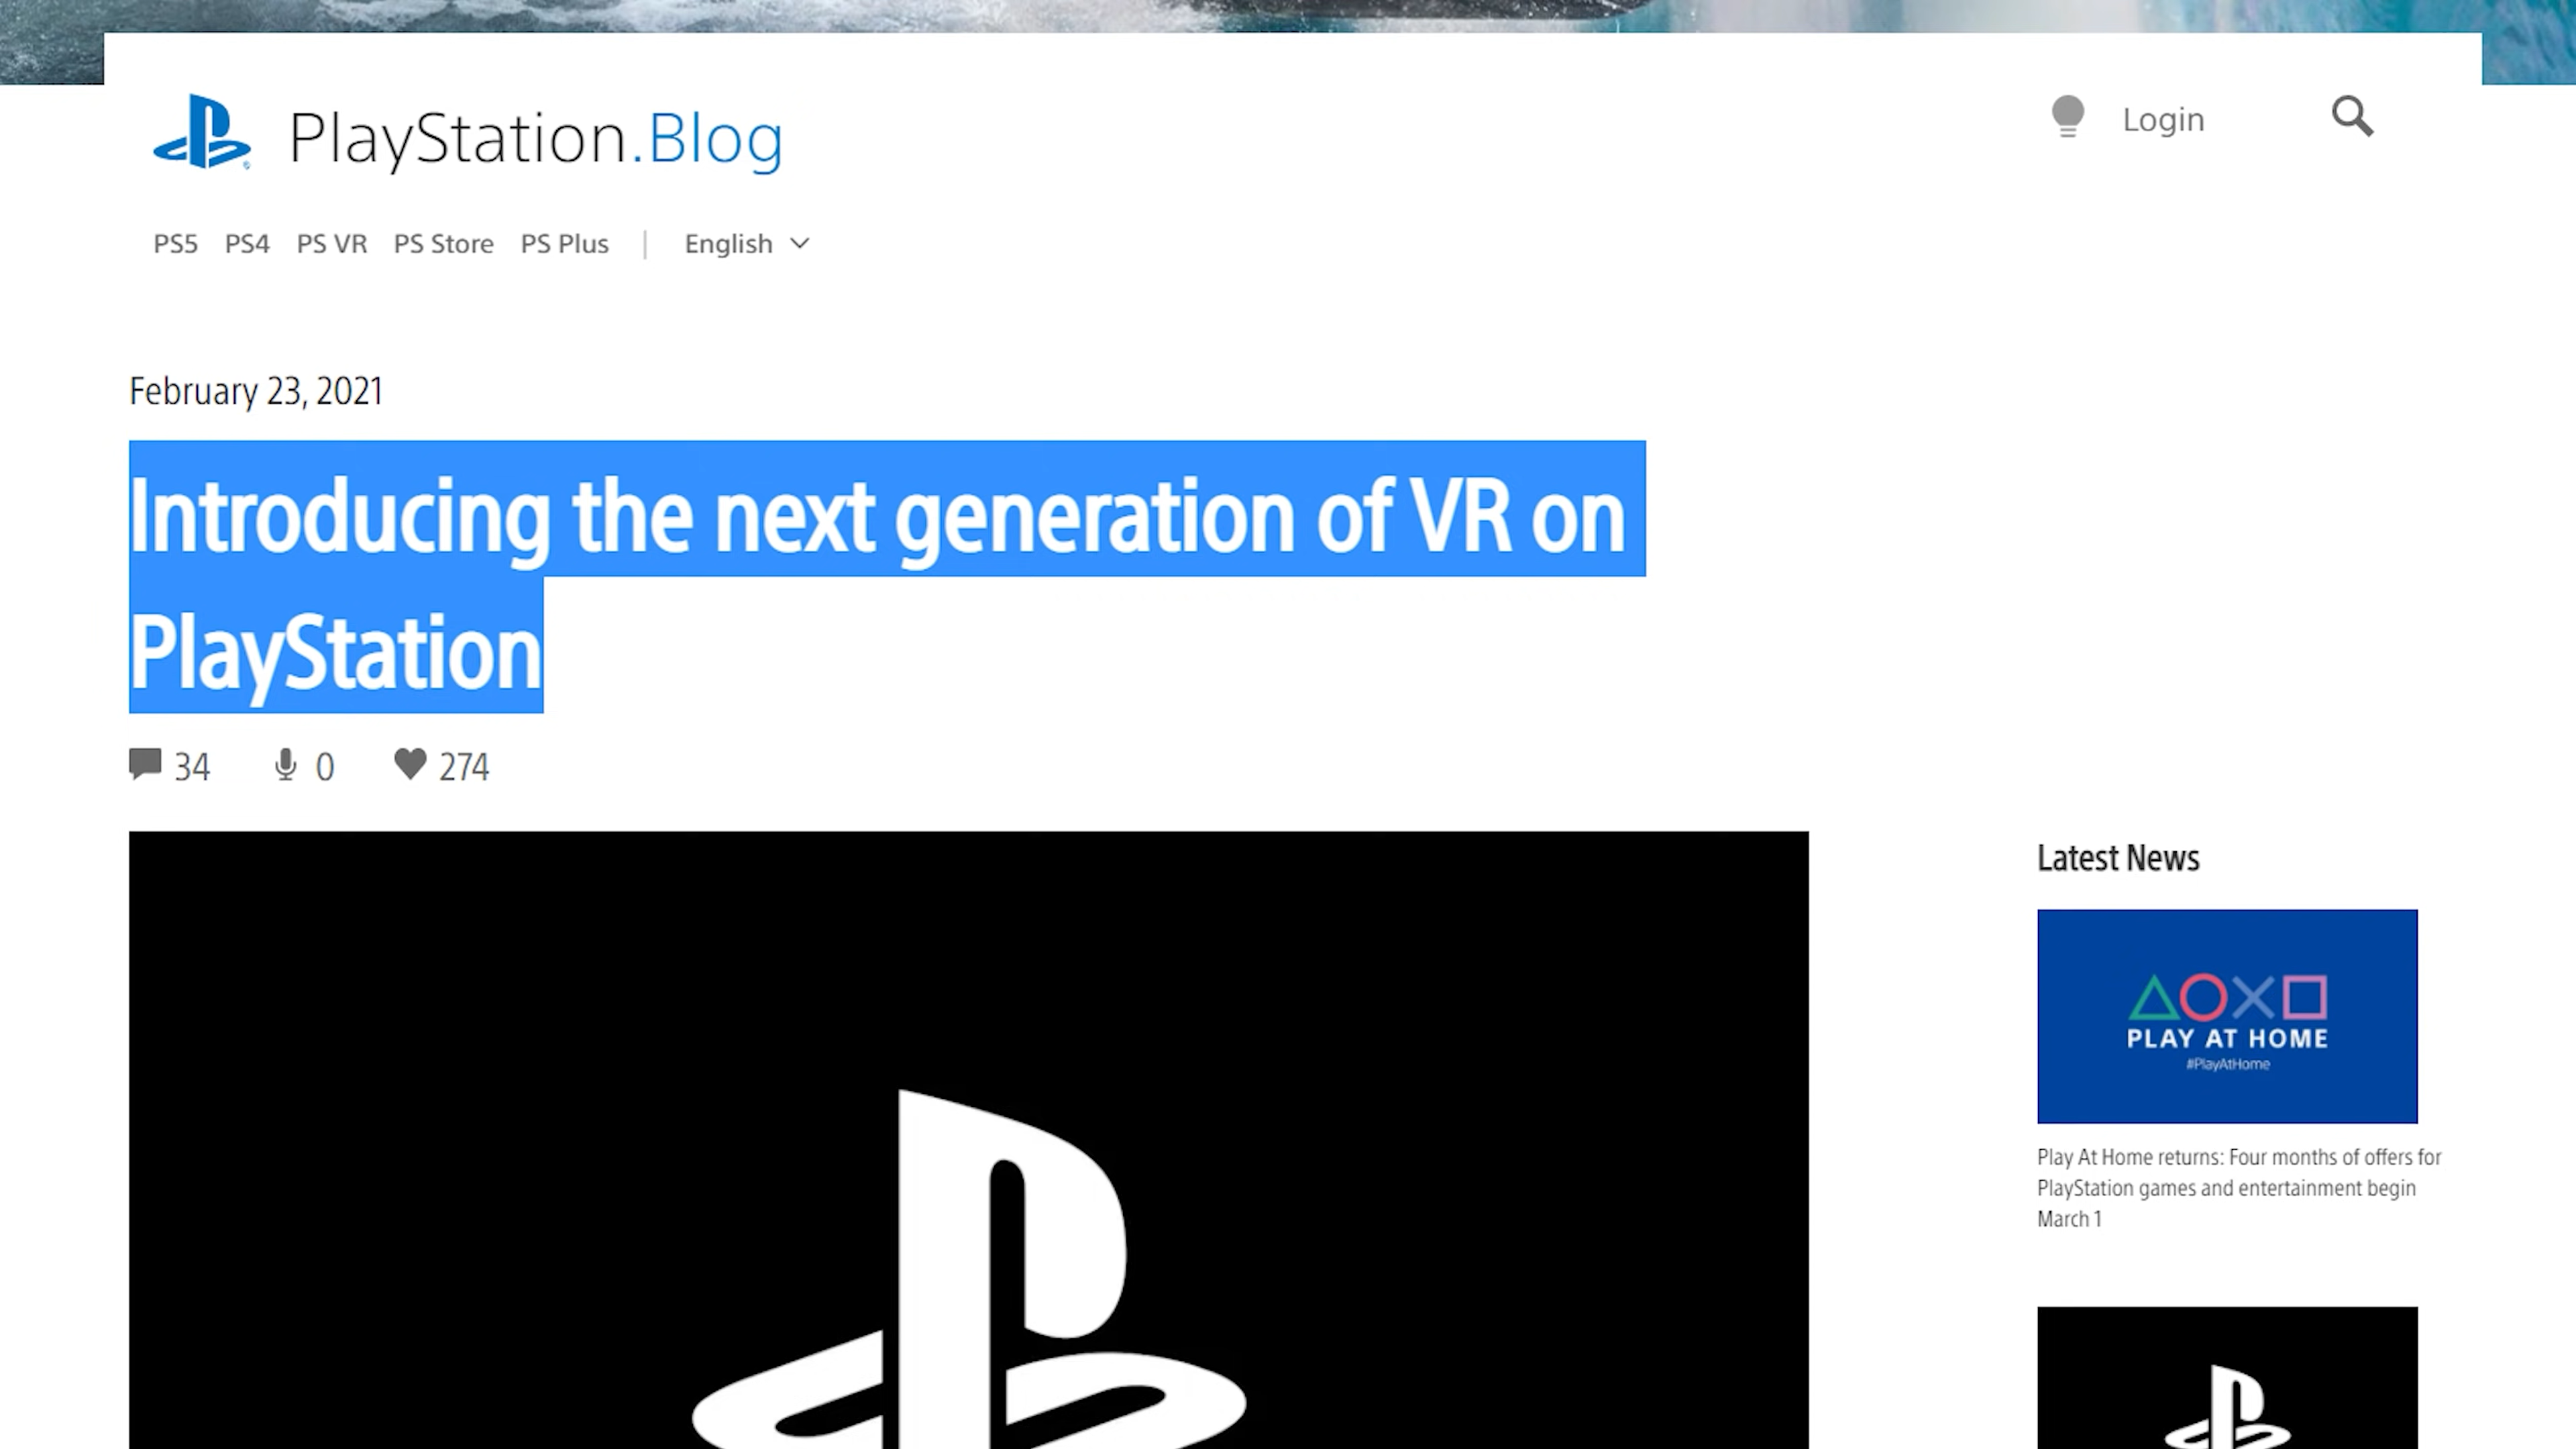 PlayStation.Blog
Login
PS5 PS4 PS VR PS Store PS Plus | English
February 23, 2021
Introducing the next generation of VR on
PlayStation
34 0 274
Latest News
PLAY AT HOME
#PlayAtHome
Play At Home returns: Four months of offers for
PlayStation games and entertainment begin
March 1